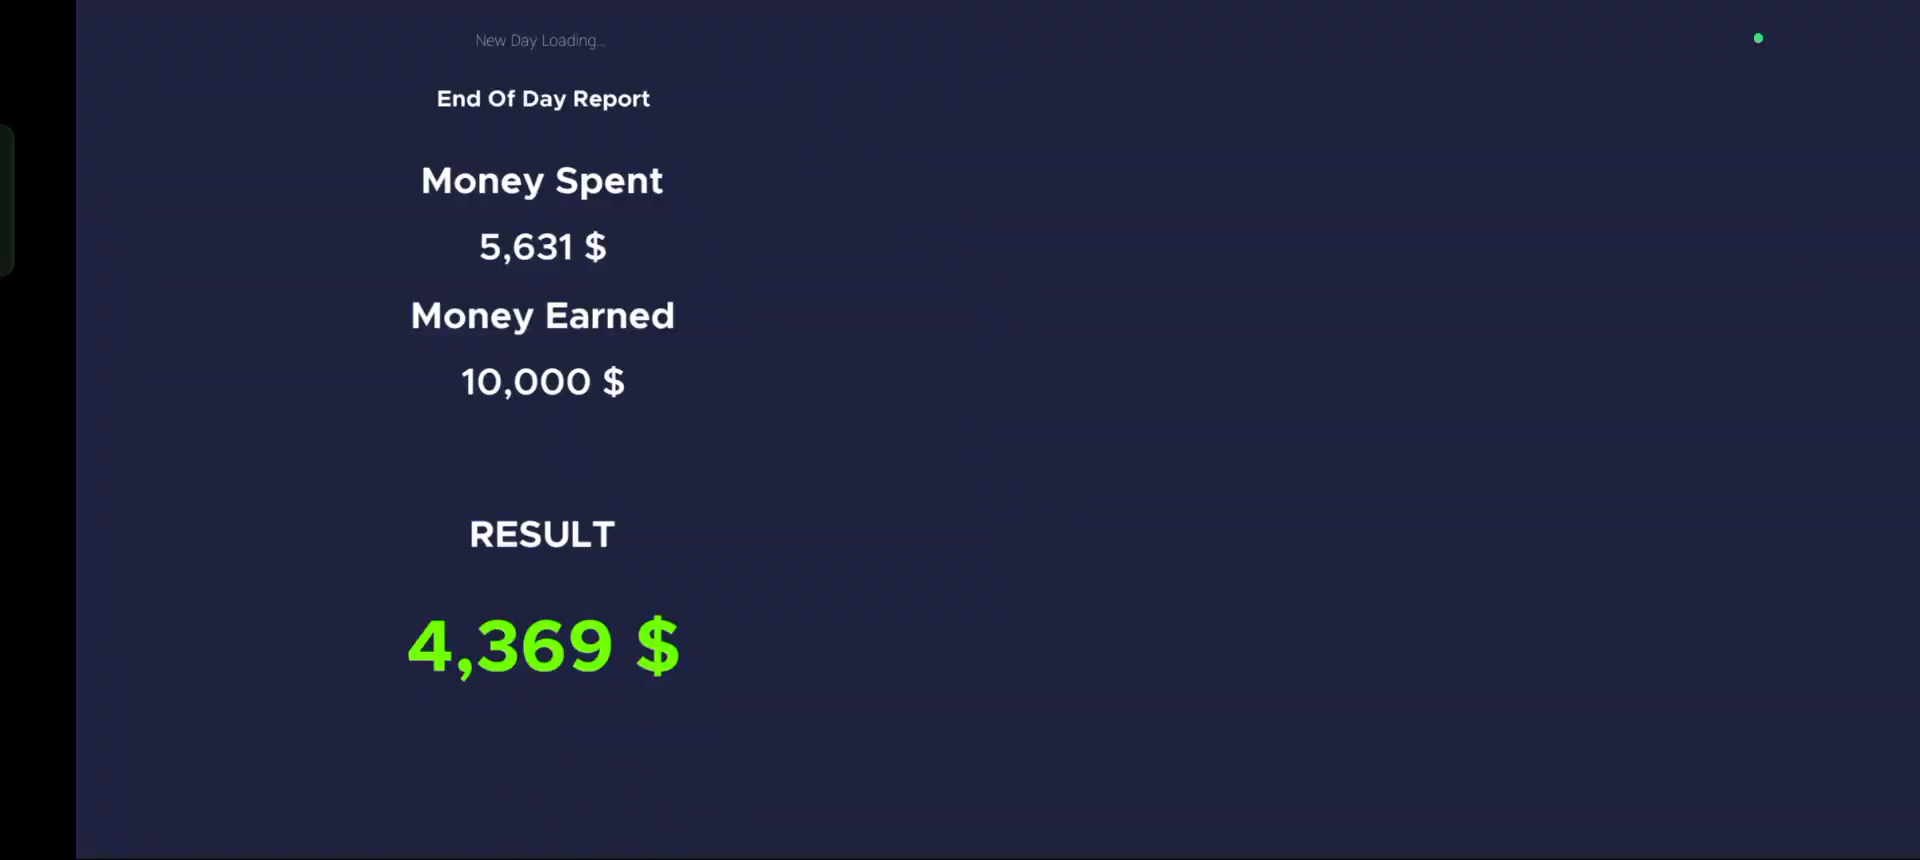 New Day Loading...
End Of Day Report
Money Spent
5,631 $
Money Earned
10,000 $
RESULT
4,369 $